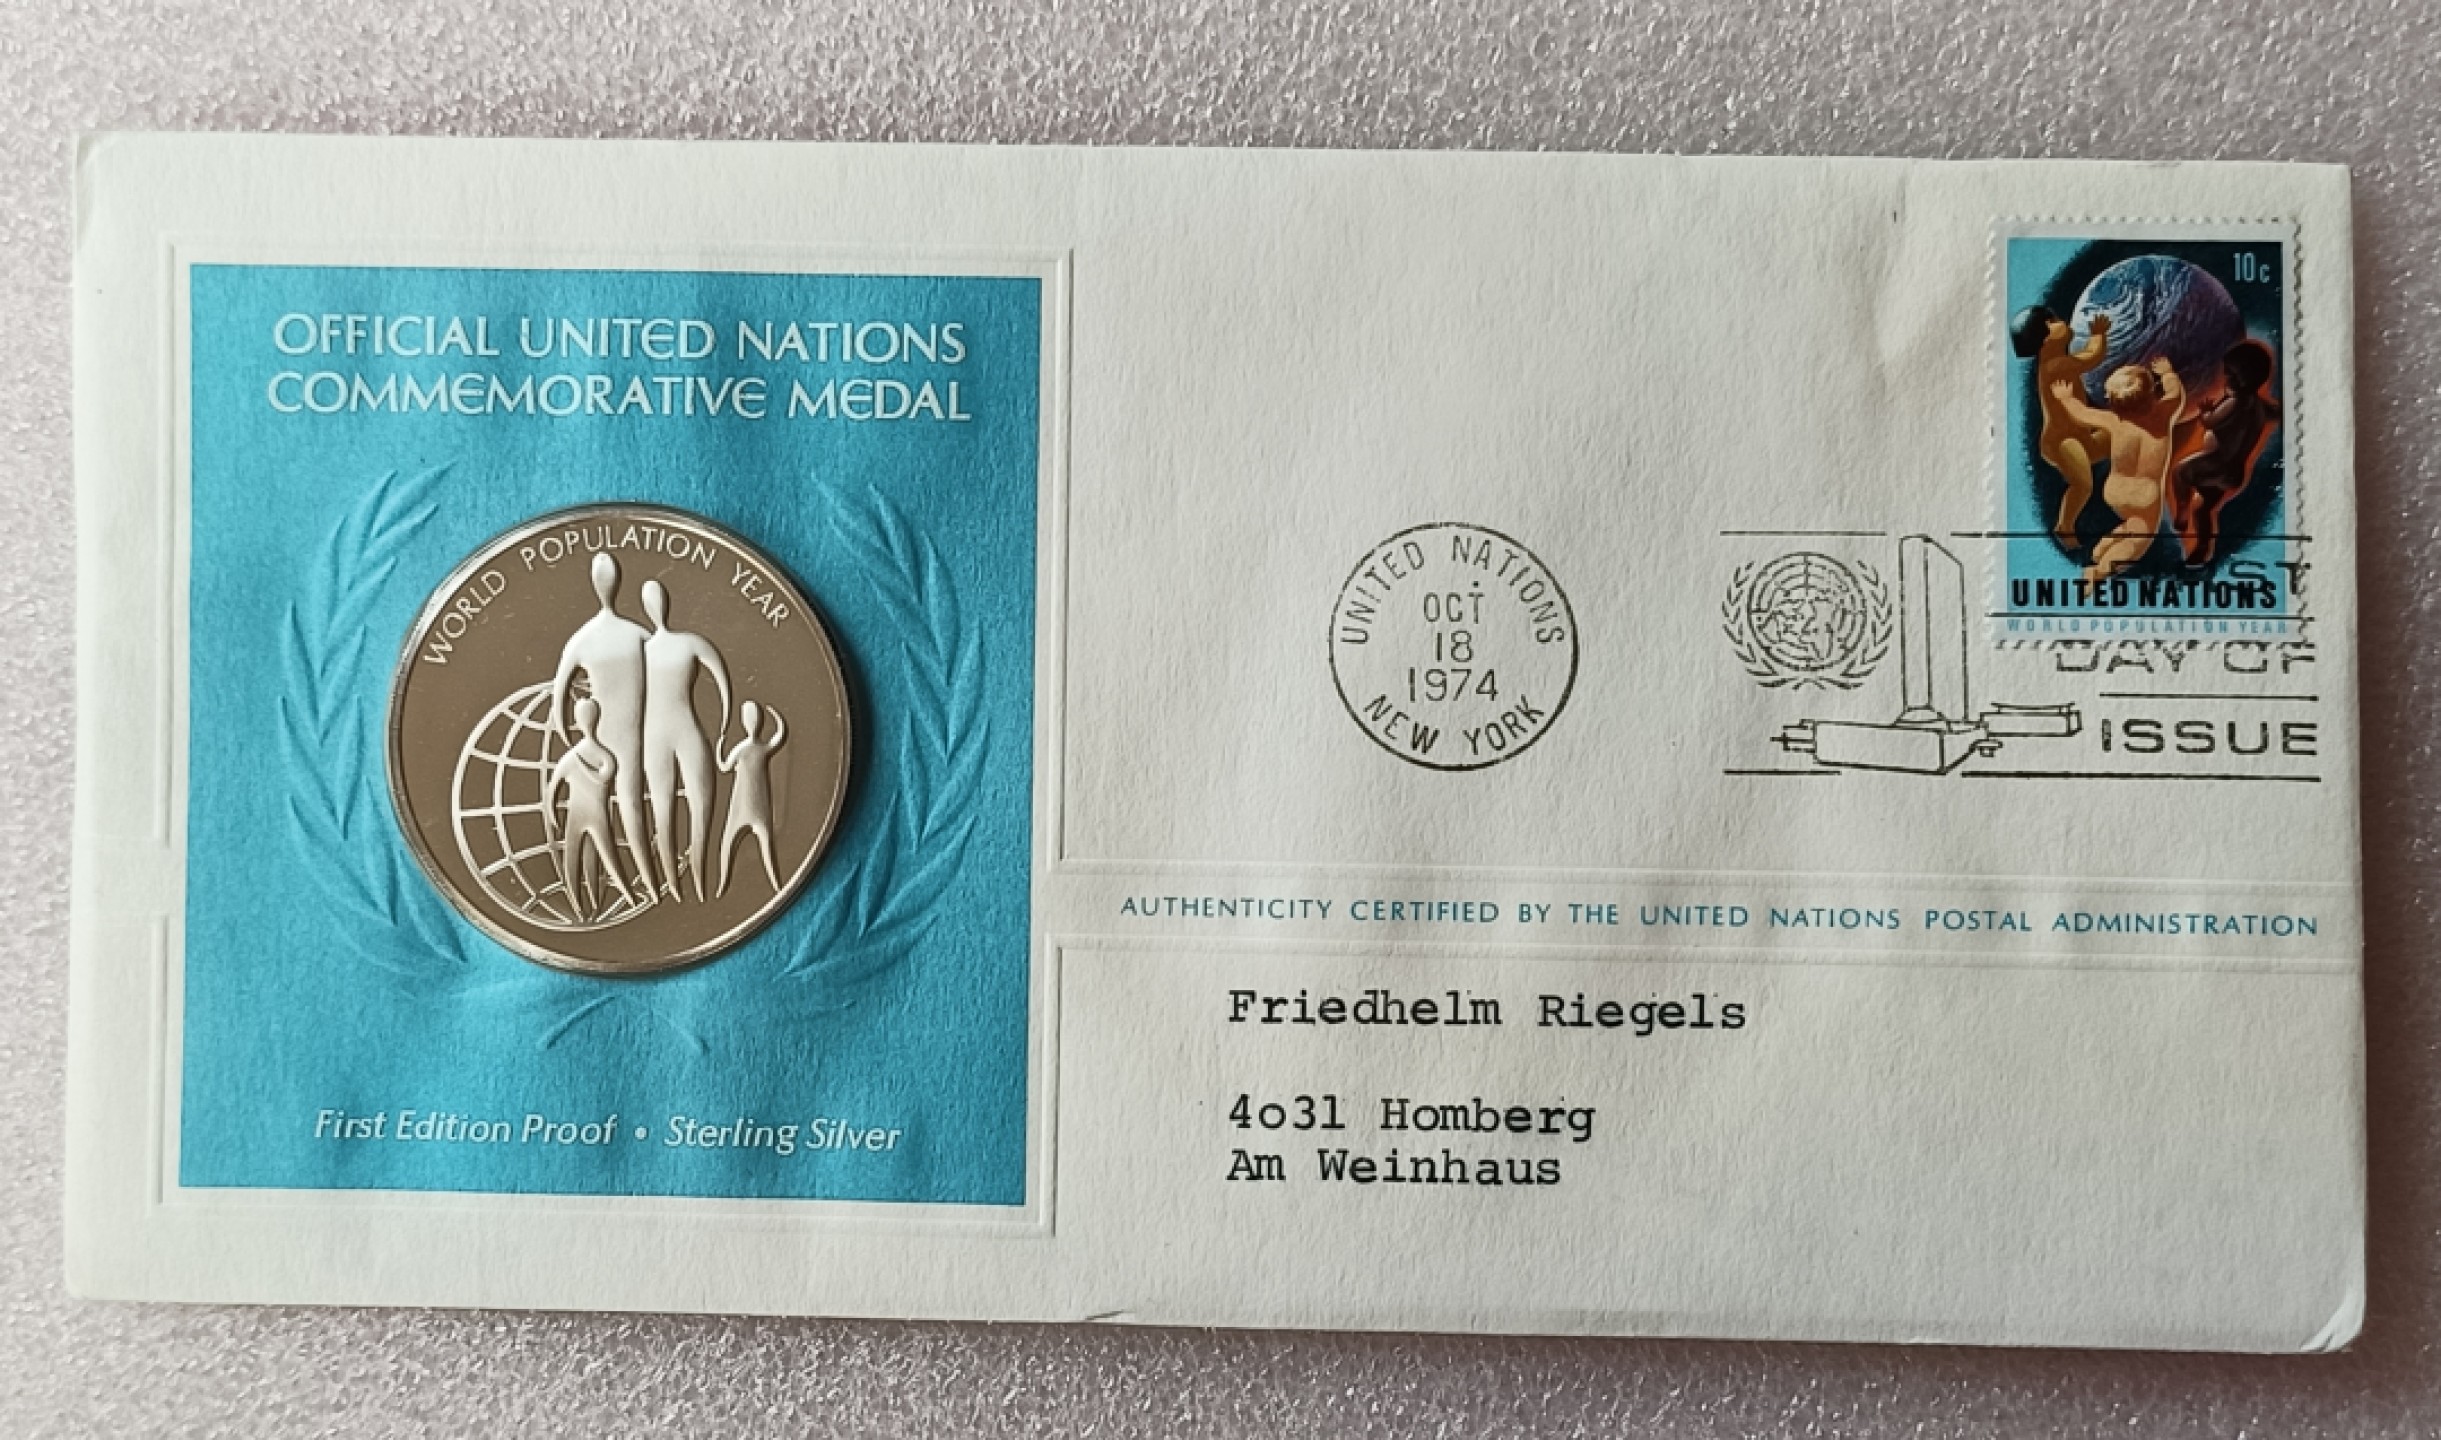 OFFICIAL UNITED NATIONS
COMMEMORATIVE MEDAL
WORLD POPULATION YEAR
First Edition Proof • Sterling Silver
10c
UNITED NATIONS
WORLD POPULATION YEAR
UNITED NATIONS
OCT
18
1974
NEW YORK
FIRST
DAY OF
ISSUE
AUTHENTICITY CERTIFIED BY THE UNITED NATIONS POSTAL ADMINISTRATION
Friedhelm Riegels
4o31 Homberg
Am Weinhaus